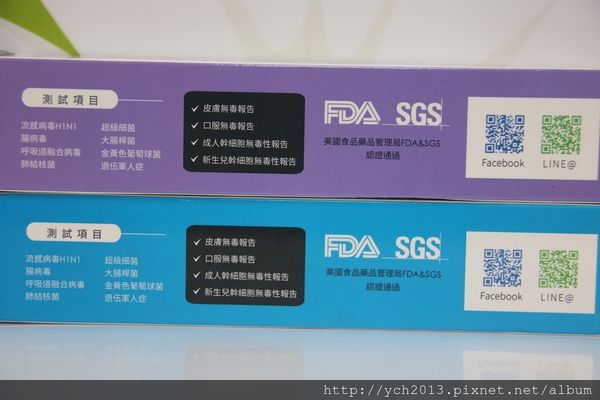 測試項目
流感病毒H1N1 超級細菌
腸病毒 大腸桿菌
呼吸道融合病毒 金黃色葡萄球菌
肺結核菌 退伍軍人症
✓ 皮膚無毒報告
✓ 口服無毒報告
✓ 成人幹細胞無毒性報告
✓ 新生兒幹細胞無毒性報告
FDA SGS
美國食品藥品管理局FDA&SGS
認證通過
Facebook LINE@
測試項目
流感病毒H1N1 超級細菌
腸病毒 大腸桿菌
呼吸道融合病毒 金黃色葡萄球菌
肺結核菌 退伍軍人症
✓ 皮膚無毒報告
✓ 口服無毒報告
✓ 成人幹細胞無毒性報告
✓ 新生兒幹細胞無毒性報告
FDA SGS
美國食品藥品管理局FDA&SGS
認證通過
Facebook LINE@
http://ych2013.pixnet.net/album